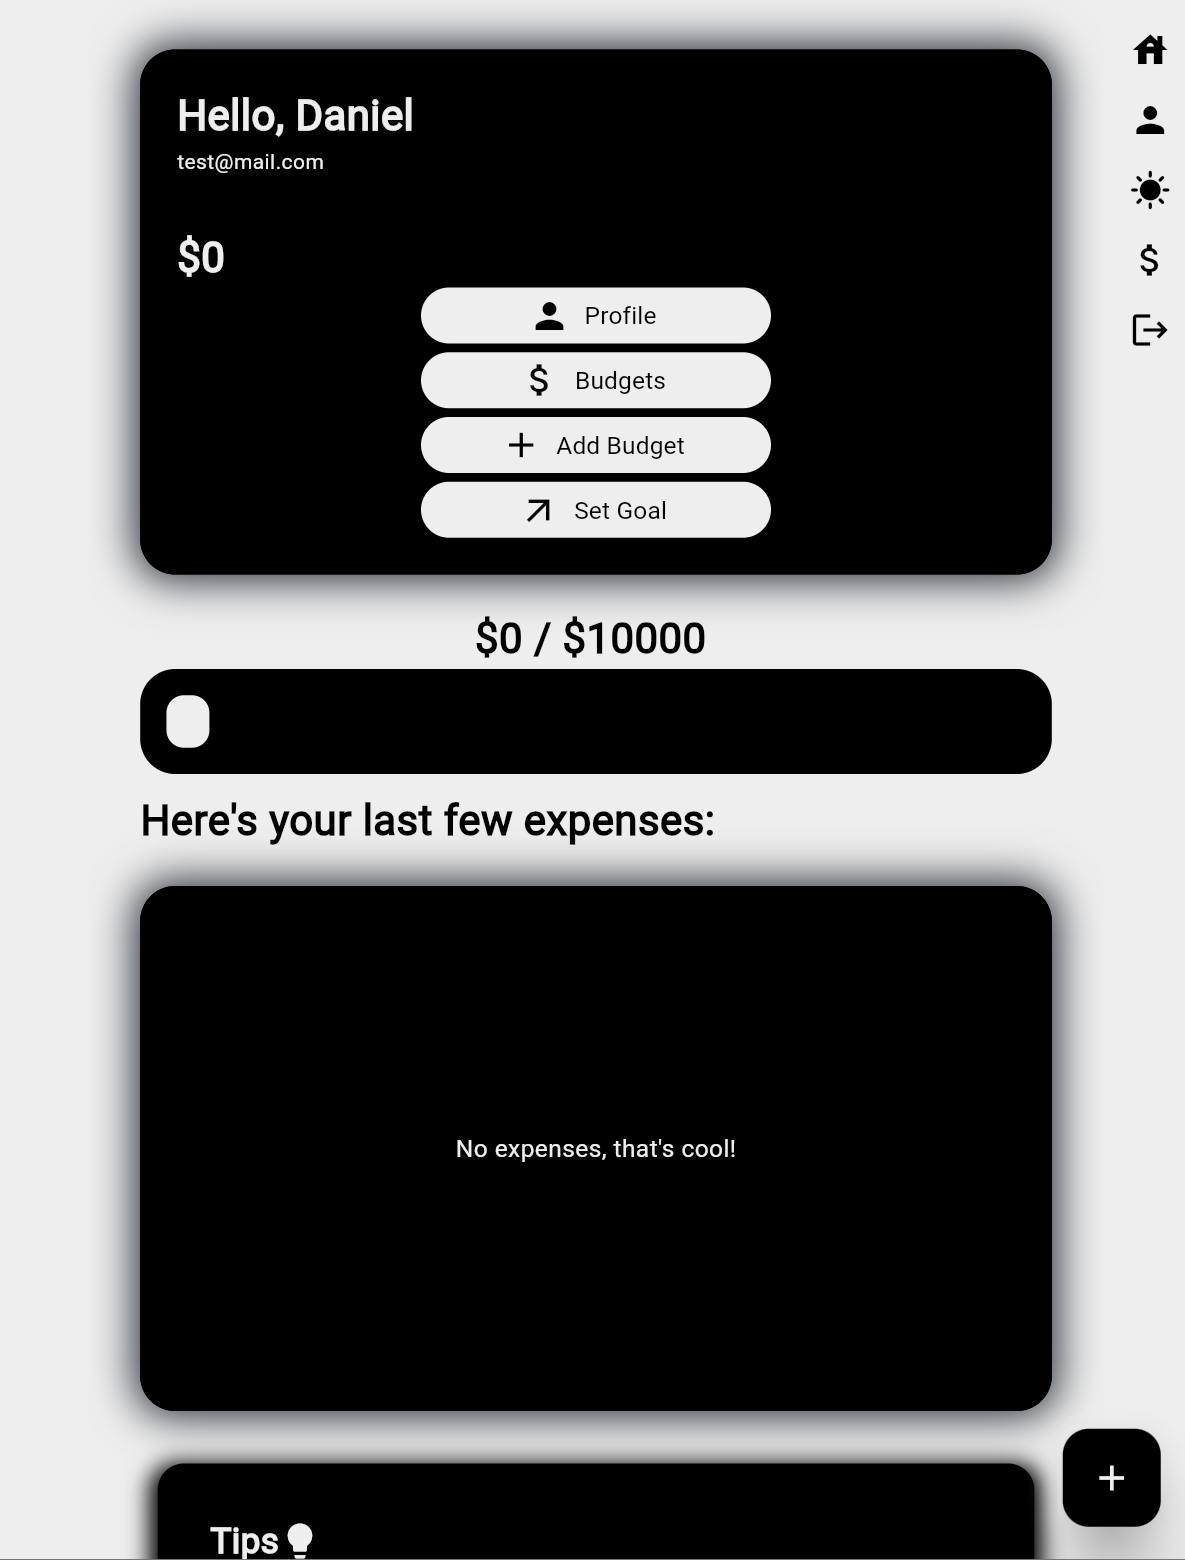 Hello, Daniel
test@mail.com
$0
Profile
$ Budgets
Add Budget
Set Goal
$0 / $10000
Here's your last few expenses:
No expenses, that's cool!
Tips